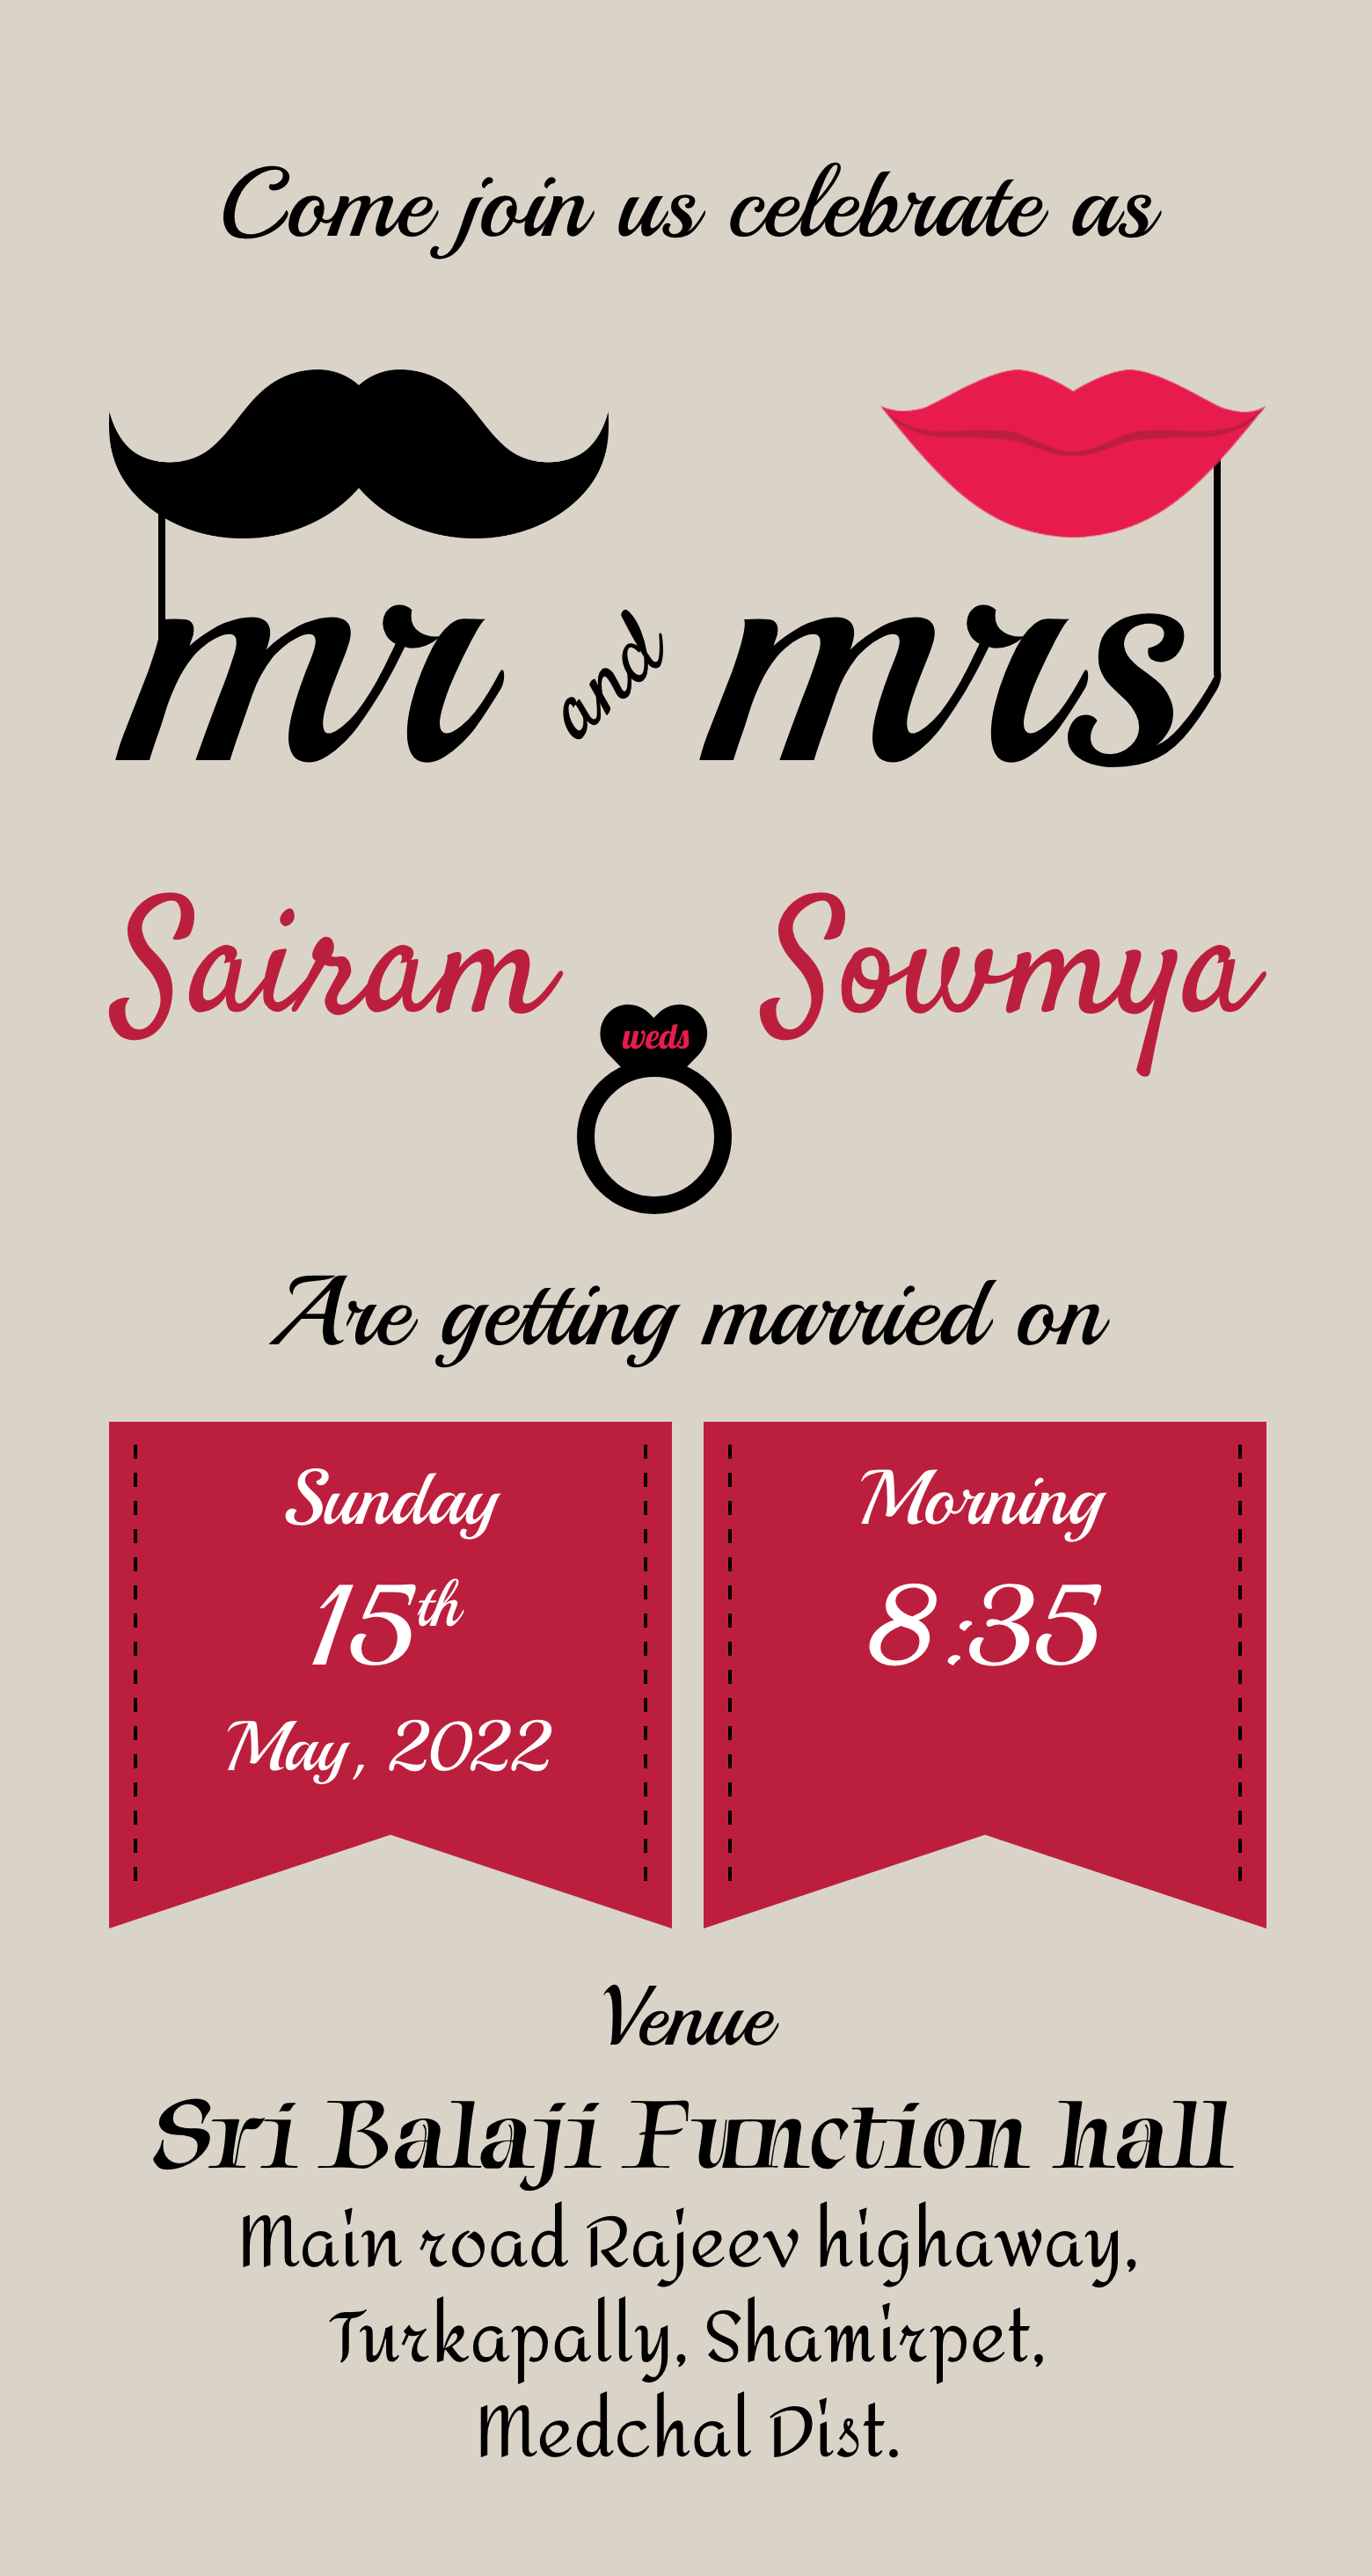 Come join us celebrate as
mr and mrs
Sairam weds Sowmya
Are getting married on
Sunday
15th
May, 2022
Morning
8:35
Venue
Sri Balaji Function hall
Main road Rajeev highaway,
Turkapally, Shamirpet,
Medchal Dist.